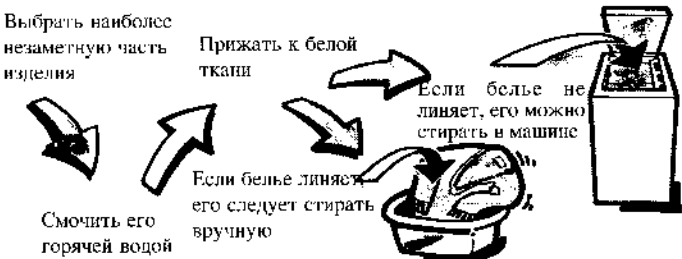 Выбрать наиболее
незаметную часть
изделия
Смочить его
горячей водой
Прижать к белой
ткани
Если белье не
линяет, его можно
стирать в машине
Если белье линяет,
его следует стирать
вручную